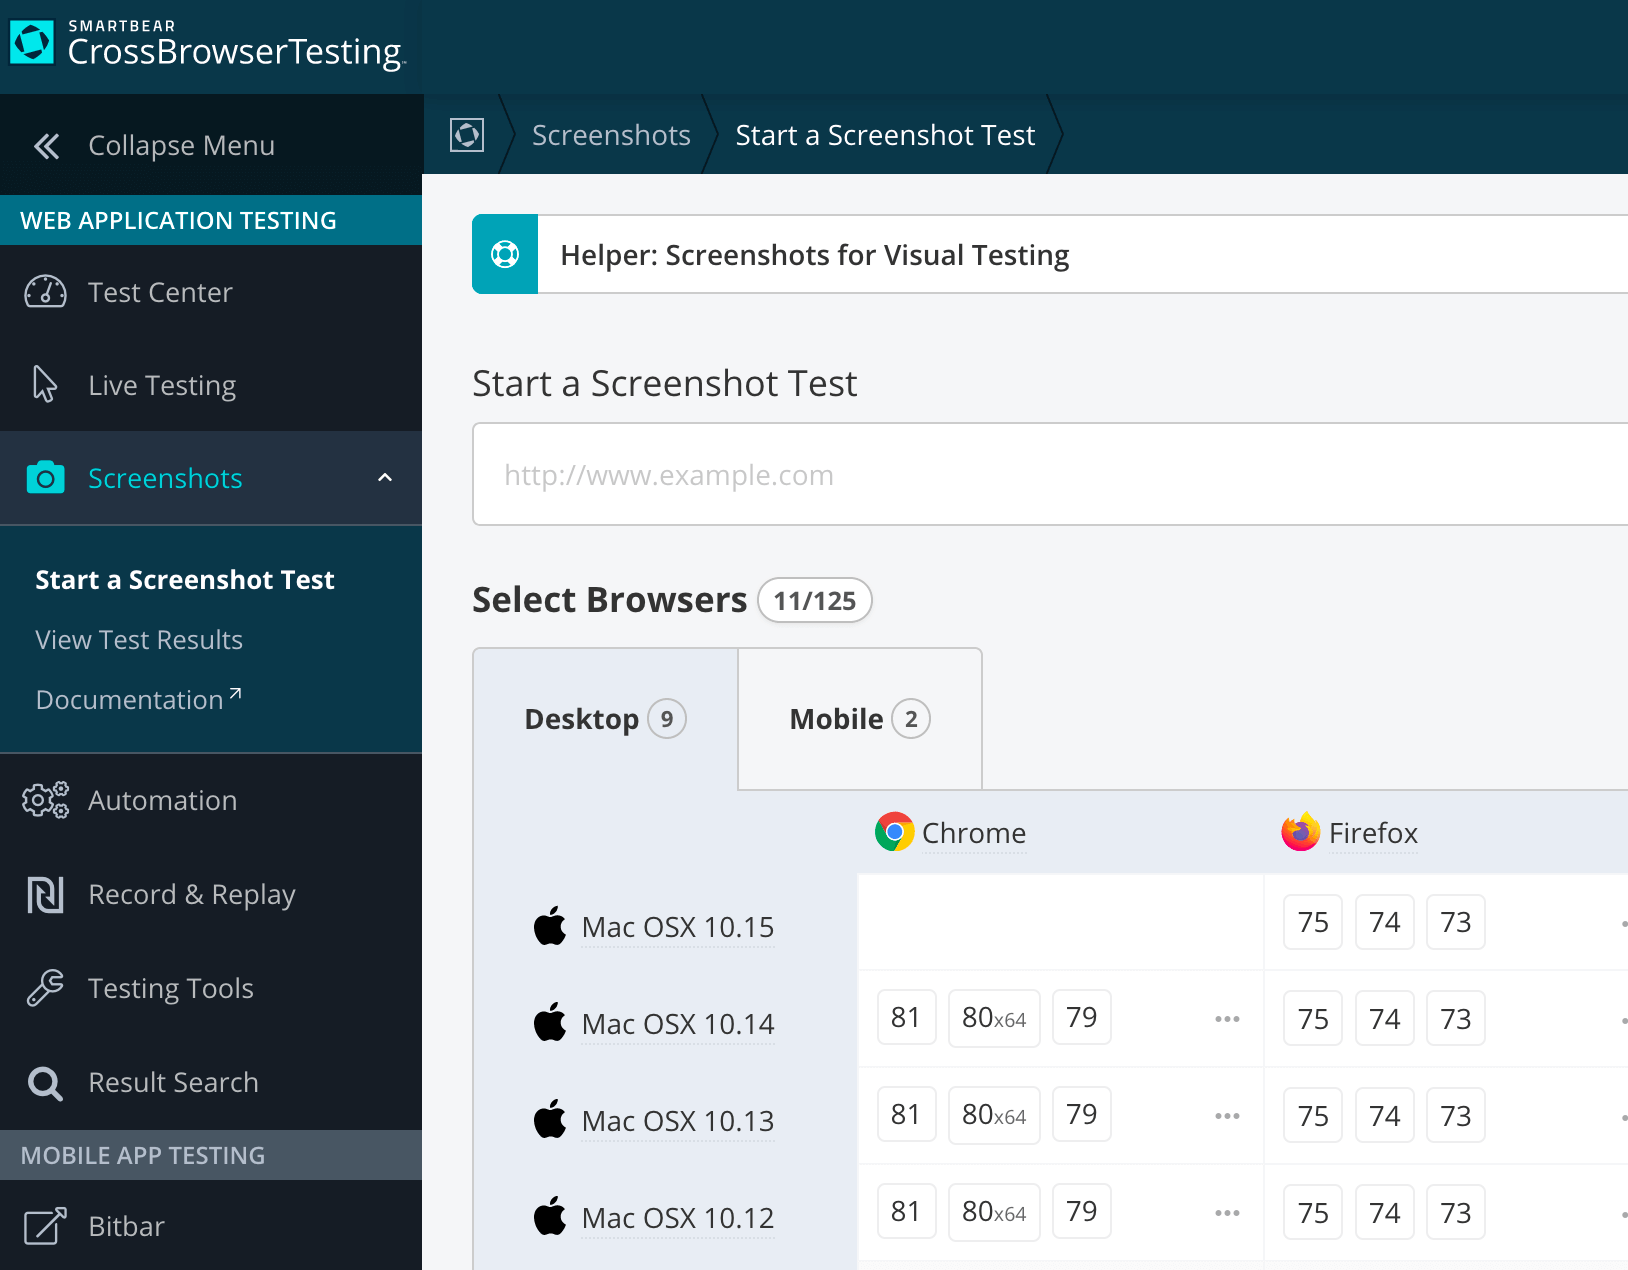 SMARTBEAR
CrossBrowserTesting
Collapse Menu
WEB APPLICATION TESTING
Test Center
Live Testing
Screenshots
Start a Screenshot Test
View Test Results
Documentation
Automation
Record & Replay
Testing Tools
Result Search
MOBILE APP TESTING
Bitbar
Screenshots Start a Screenshot Test
Helper: Screenshots for Visual Testing
Start a Screenshot Test
http://www.example.com
Select Browsers 11/125
Desktop 9 Mobile 2
Chrome Firefox
Mac OSX 10.15 75 74 73
Mac OSX 10.14 81 80x64 79 ••• 75 74 73
Mac OSX 10.13 81 80x64 79 ••• 75 74 73
Mac OSX 10.12 81 80x64 79 ••• 75 74 73